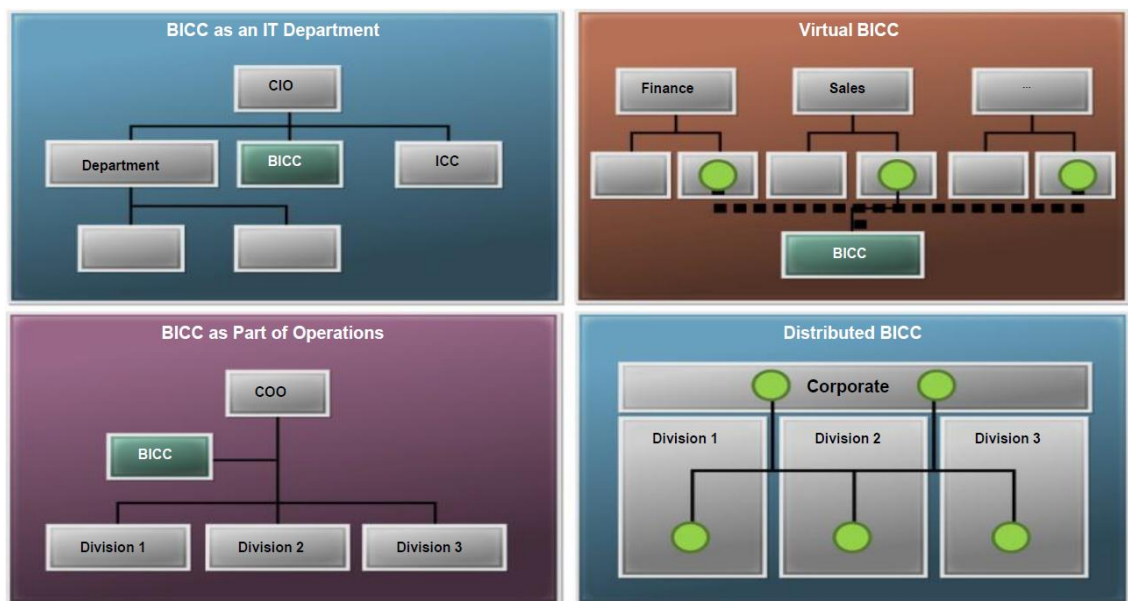 BICC as an IT Department
CIO
Department
BICC
ICC
Virtual BICC
Finance
Sales
...
BICC
BICC as Part of Operations
COO
BICC
Division 1
Division 2
Division 3
Distributed BICC
Corporate
Division 1
Division 2
Division 3